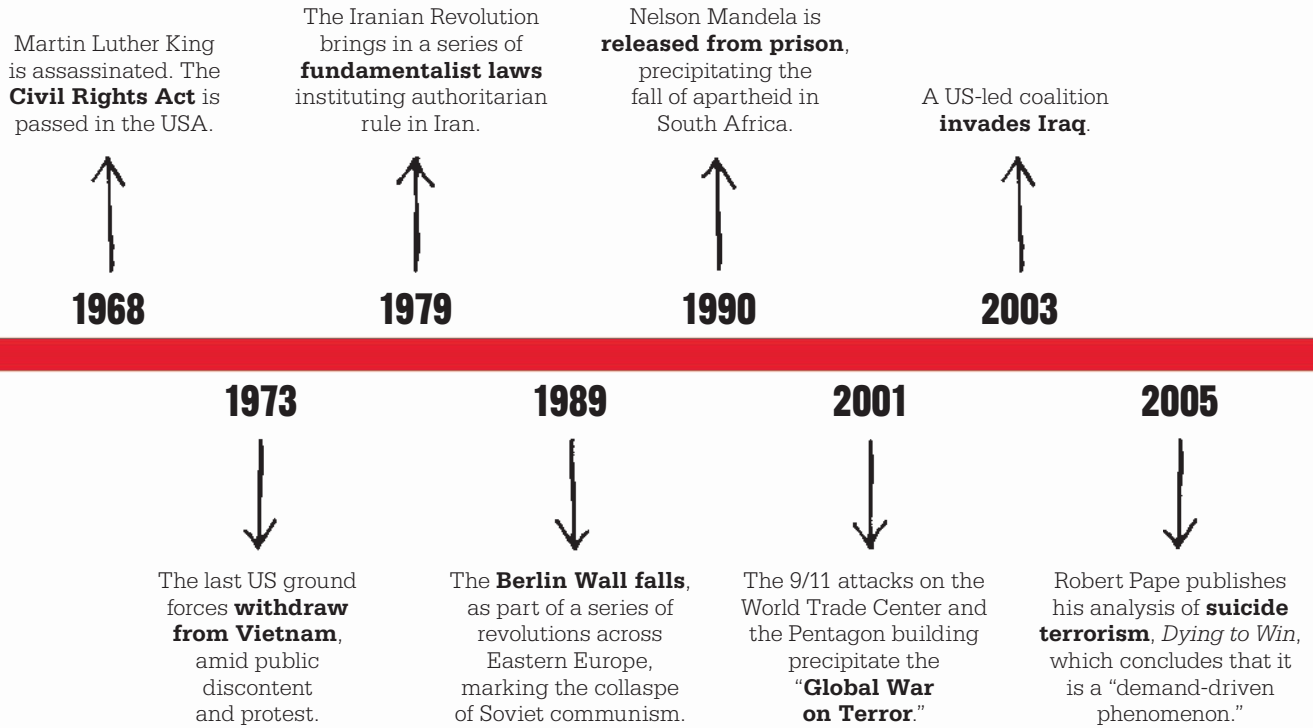 Martin Luther King
is assassinated. The
Civil Rights Act is
passed in the USA.
1968
The last US ground
forces withdraw
from Vietnam,
amid public
discontent
and protest.
1973
The Iranian Revolution
brings in a series of
fundamentalist laws
instituting authoritarian
rule in Iran.
1979
1989
The Berlin Wall falls,
as part of a series of
revolutions across
Eastern Europe,
marking the collaspe
of Soviet communism.
Nelson Mandela is
released from prison,
precipitating the
fall of apartheid in
South Africa.
1990
2001
The 9/11 attacks on the
World Trade Center and
the Pentagon building
precipitate the
“Global War
on Terror.”
A US-led coalition
invades Iraq.
2003
2005
Robert Pape publishes
his analysis of suicide
terrorism, Dying to Win,
which concludes that it
is a “demand-driven
phenomenon.”